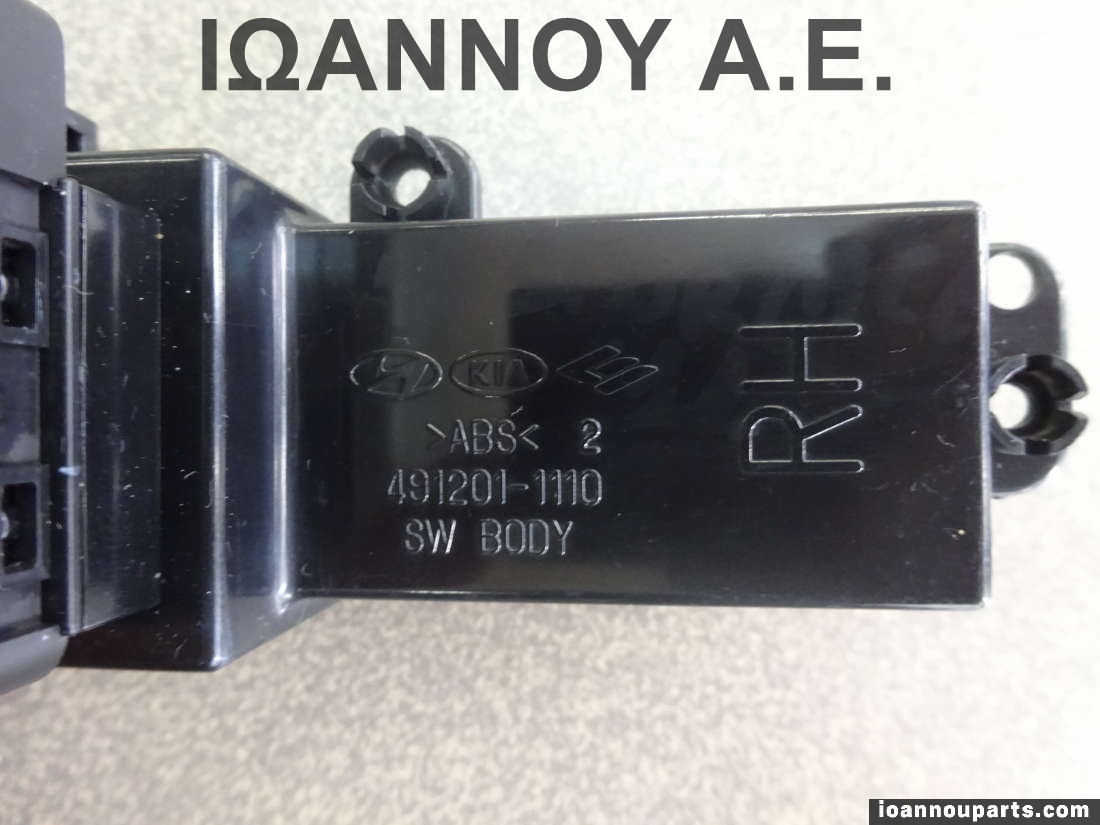 ΙΩΑΝΝΟΥ Α.Ε.
KIA
>ABS< 2
491201-1110
SW BODY
RH
ioannouparts.com